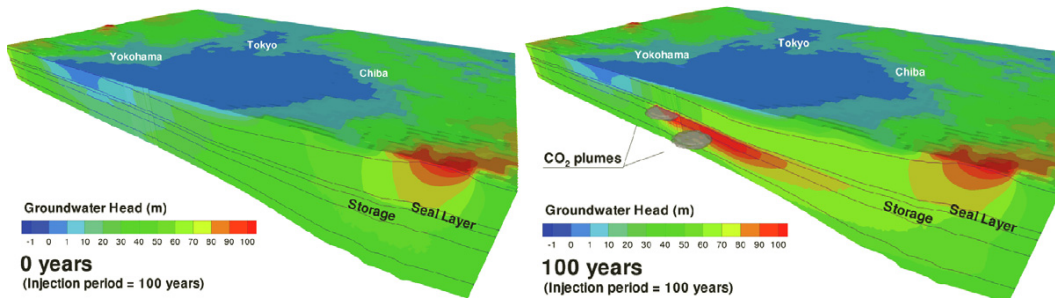 Tokyo
Yokohama
Chiba
Storage
Seal Layer
Groundwater Head (m)
-1 0 1 10 20 30 40 50 60 70 80 90 100
0 years
(Injection period = 100 years)
Tokyo
Yokohama
Chiba
CO₂ plumes
Storage
Seal Layer
Groundwater Head (m)
-1 0 1 10 20 30 40 50 60 70 80 90 100
100 years
(Injection period = 100 years)